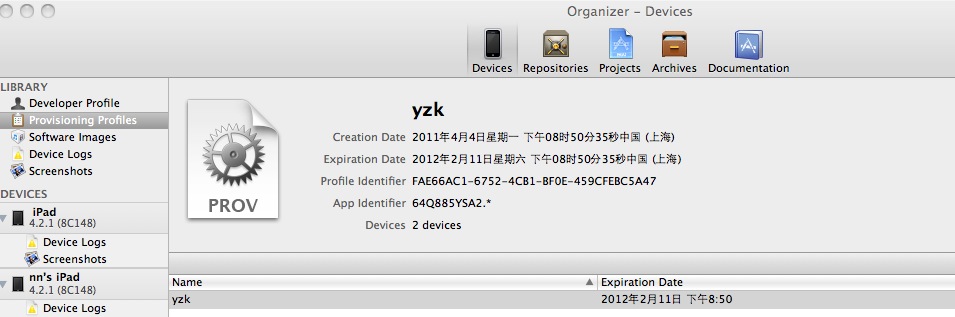 Organizer – Devices
Devices Repositories Projects Archives Documentation
LIBRARY
Developer Profile
Provisioning Profiles
Software Images
Device Logs
Screenshots
DEVICES
iPad
4.2.1 (8C148)
Device Logs
Screenshots
nn's iPad
4.2.1 (8C148)
Device Logs
PROV
yzk
Creation Date 2011年4月4日星期一 下午08时50分35秒中国 (上海)
Expiration Date 2012年2月11日星期六 下午08时50分35秒中国 (上海)
Profile Identifier FAE66AC1-6752-4CB1-BF0E-459CFEBC5A47
App Identifier 64Q885YSA2.*
Devices 2 devices
Name Expiration Date
yzk 2012年2月11日 下午8:50